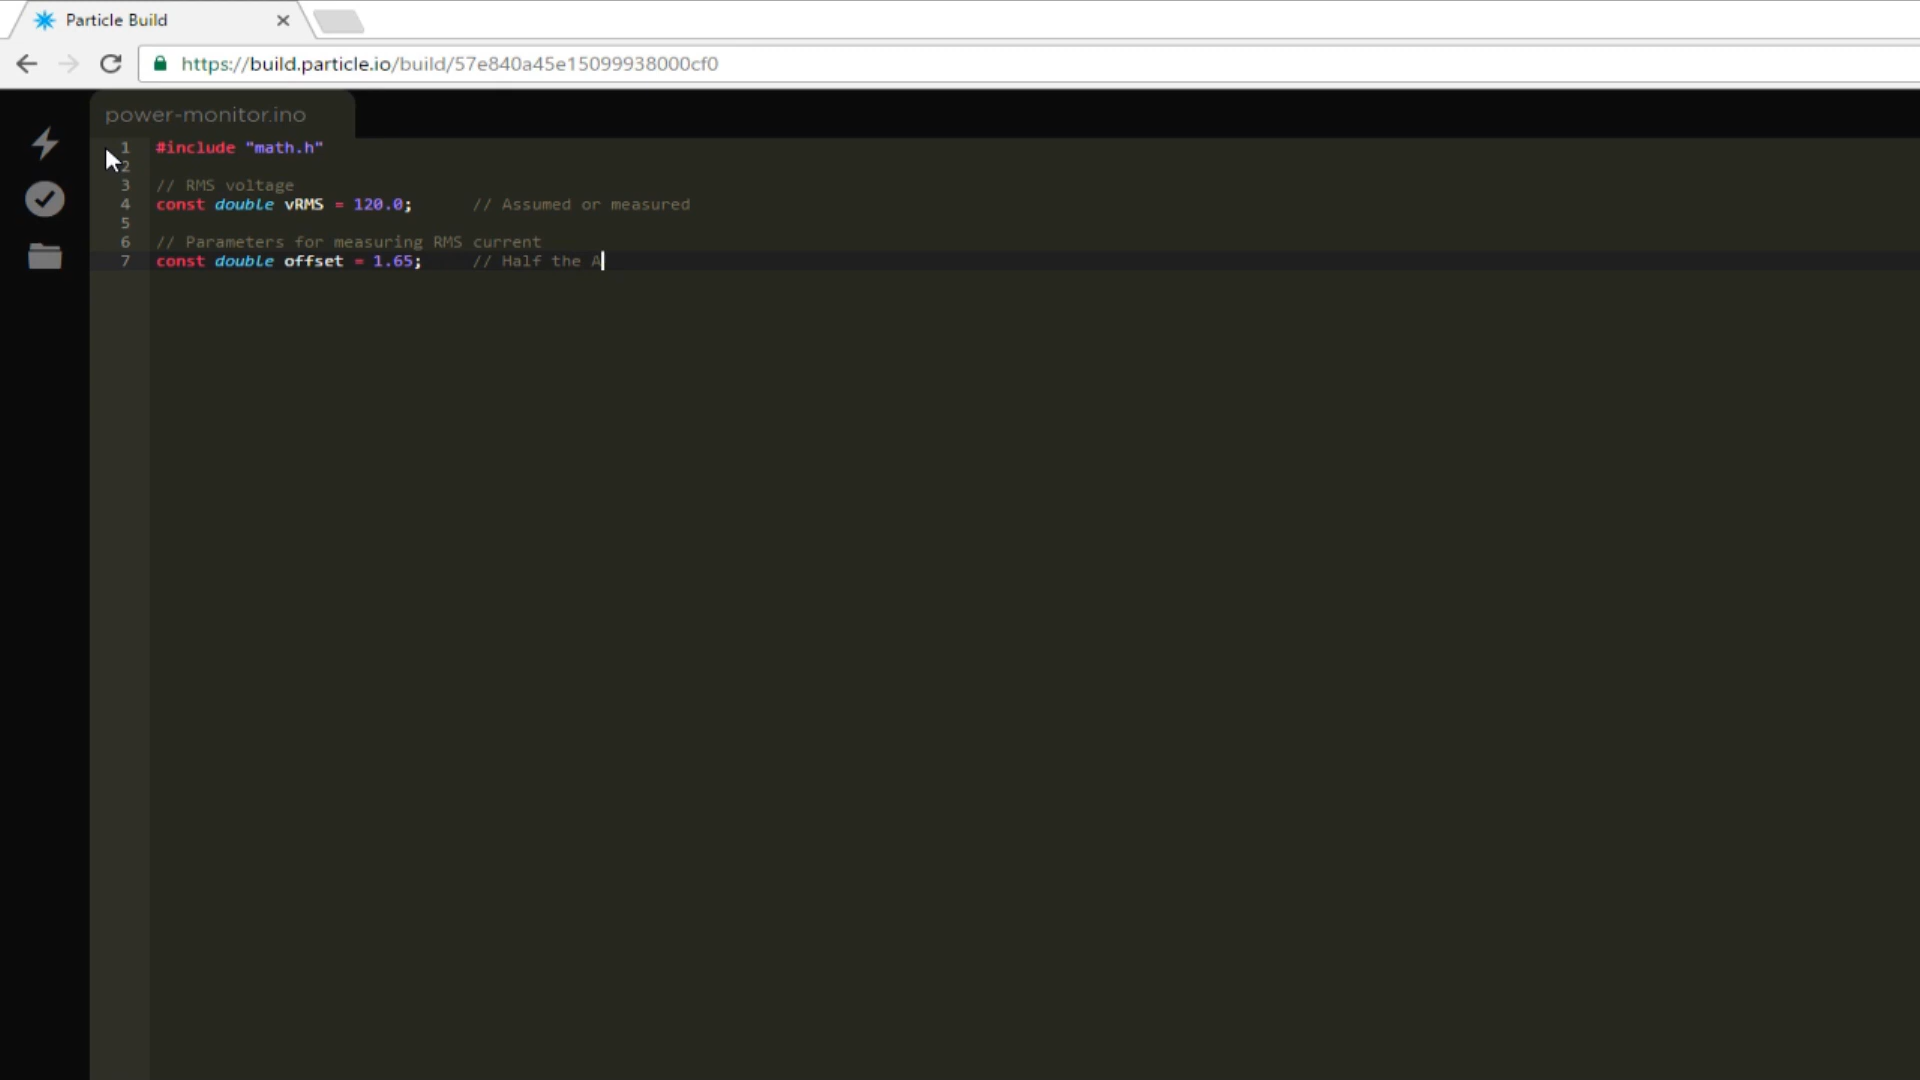 Particle Build
https://build.particle.io/build/57e840a45e15099938000cf0
power-monitor.ino
1 #include "math.h"
2
3 // RMS voltage
4 const double vRMS = 120.0;      // Assumed or measured
5
6 // Parameters for measuring RMS current
7 const double offset = 1.65;     // Half the A